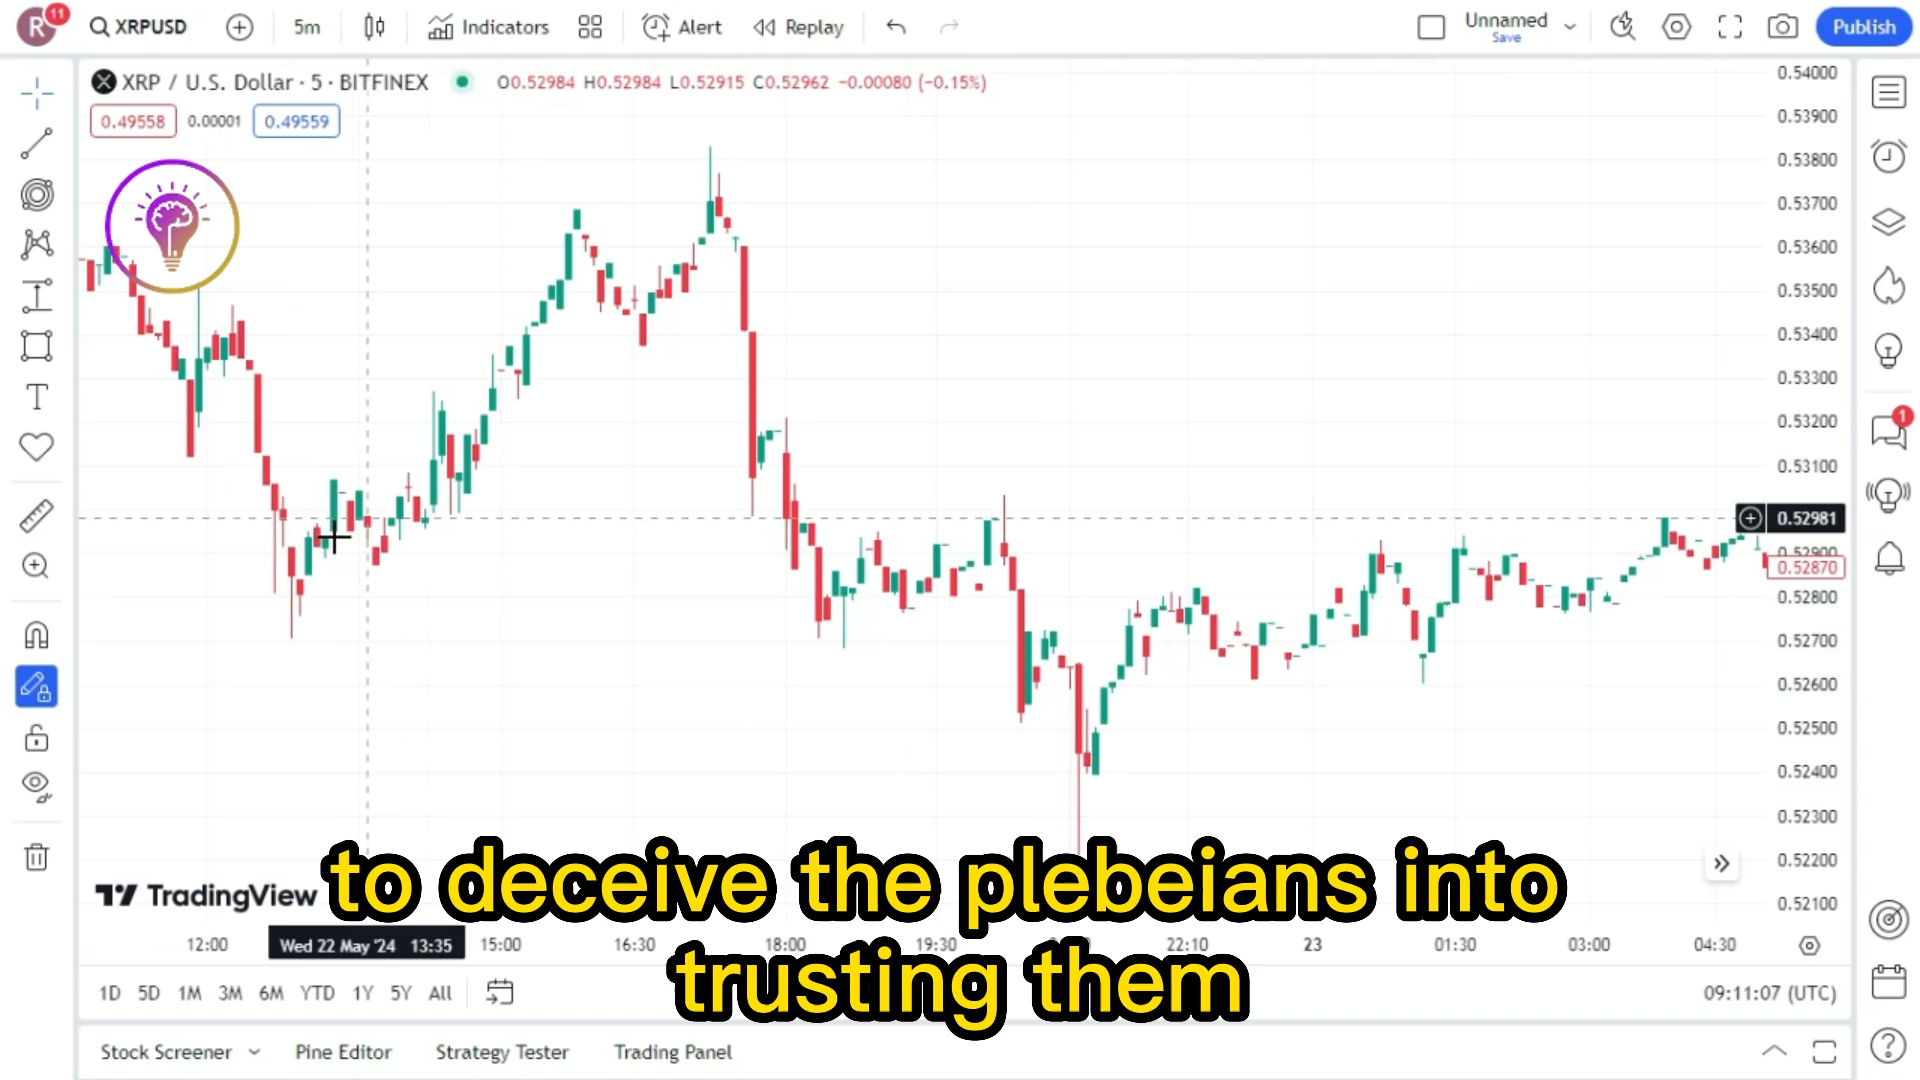 R 11 XRPUSD 5m Indicators Alert Replay Unnamed Save Publish
XRP / U.S. Dollar · 5 · BITFINEX O0.52984 H0.52984 L0.52915 C0.52962 −0.00080 (−0.15%)
0.49558 0.00001 0.49559
0.54000
0.53900
0.53800
0.53700
0.53600
0.53500
0.53400
0.53300
0.53200
0.53100
1
0.52981
0.52900
0.52870
0.52800
0.52700
0.52600
0.52500
0.52400
0.52300
0.52200
0.52100
TradingView
to deceive the plebeians into
trusting them
12:00 Wed 22 May '24 13:35 15:00 16:30 18:00 19:30 22:10 23 01:30 03:00 04:30
1D 5D 1M 3M 6M YTD 1Y 5Y All 09:11:07 (UTC)
Stock Screener Pine Editor Strategy Tester Trading Panel